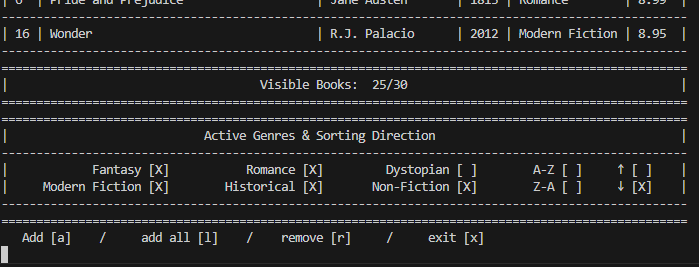 | 6 | Pride and Prejudice | Jane Austen | 1813 | Romance | 8.99 |
| 16 | Wonder | R.J. Palacio | 2012 | Modern Fiction | 8.95 |
| Visible Books: 25/30 |
| Active Genres & Sorting Direction |
| Fantasy [X] Romance [X] Dystopian [ ] A-Z [ ] ↑ [ ] |
| Modern Fiction [X] Historical [X] Non-Fiction [X] Z-A [ ] ↓ [X] |
Add [a] / add all [l] / remove [r] / exit [x]